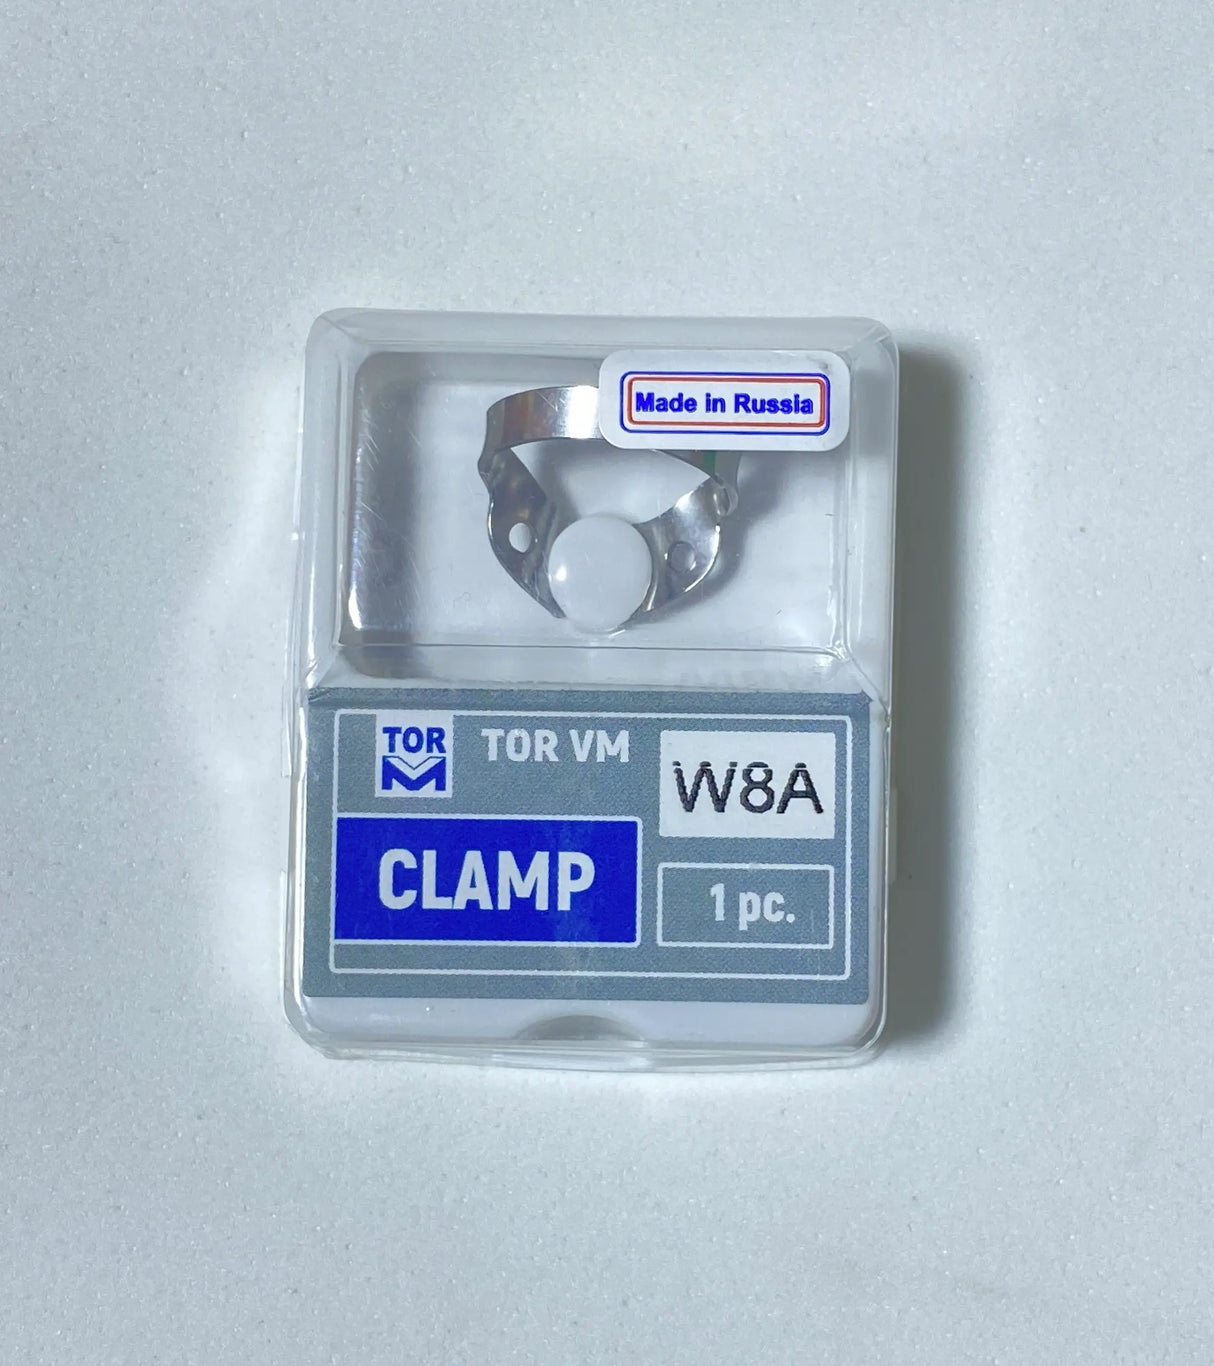 Made in Russia
TOR
TOR VM
W8A
CLAMP
1 pc.